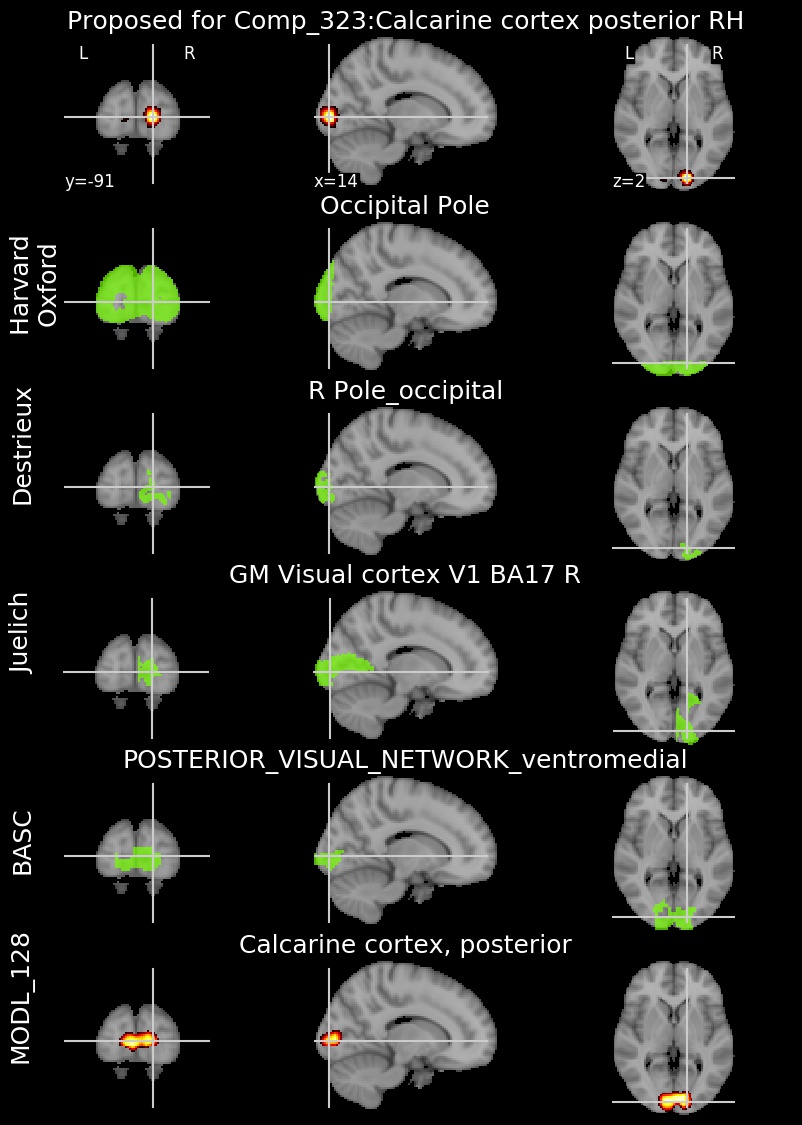 Proposed for Comp_323:Calcarine cortex posterior RH
L R L R
y=-91 x=14 z=2
Occipital Pole
Harvard
Oxford
R Pole_occipital
Destrieux
GM Visual cortex V1 BA17 R
Juelich
POSTERIOR_VISUAL_NETWORK_ventromedial
BASC
Calcarine cortex, posterior
MODL_128